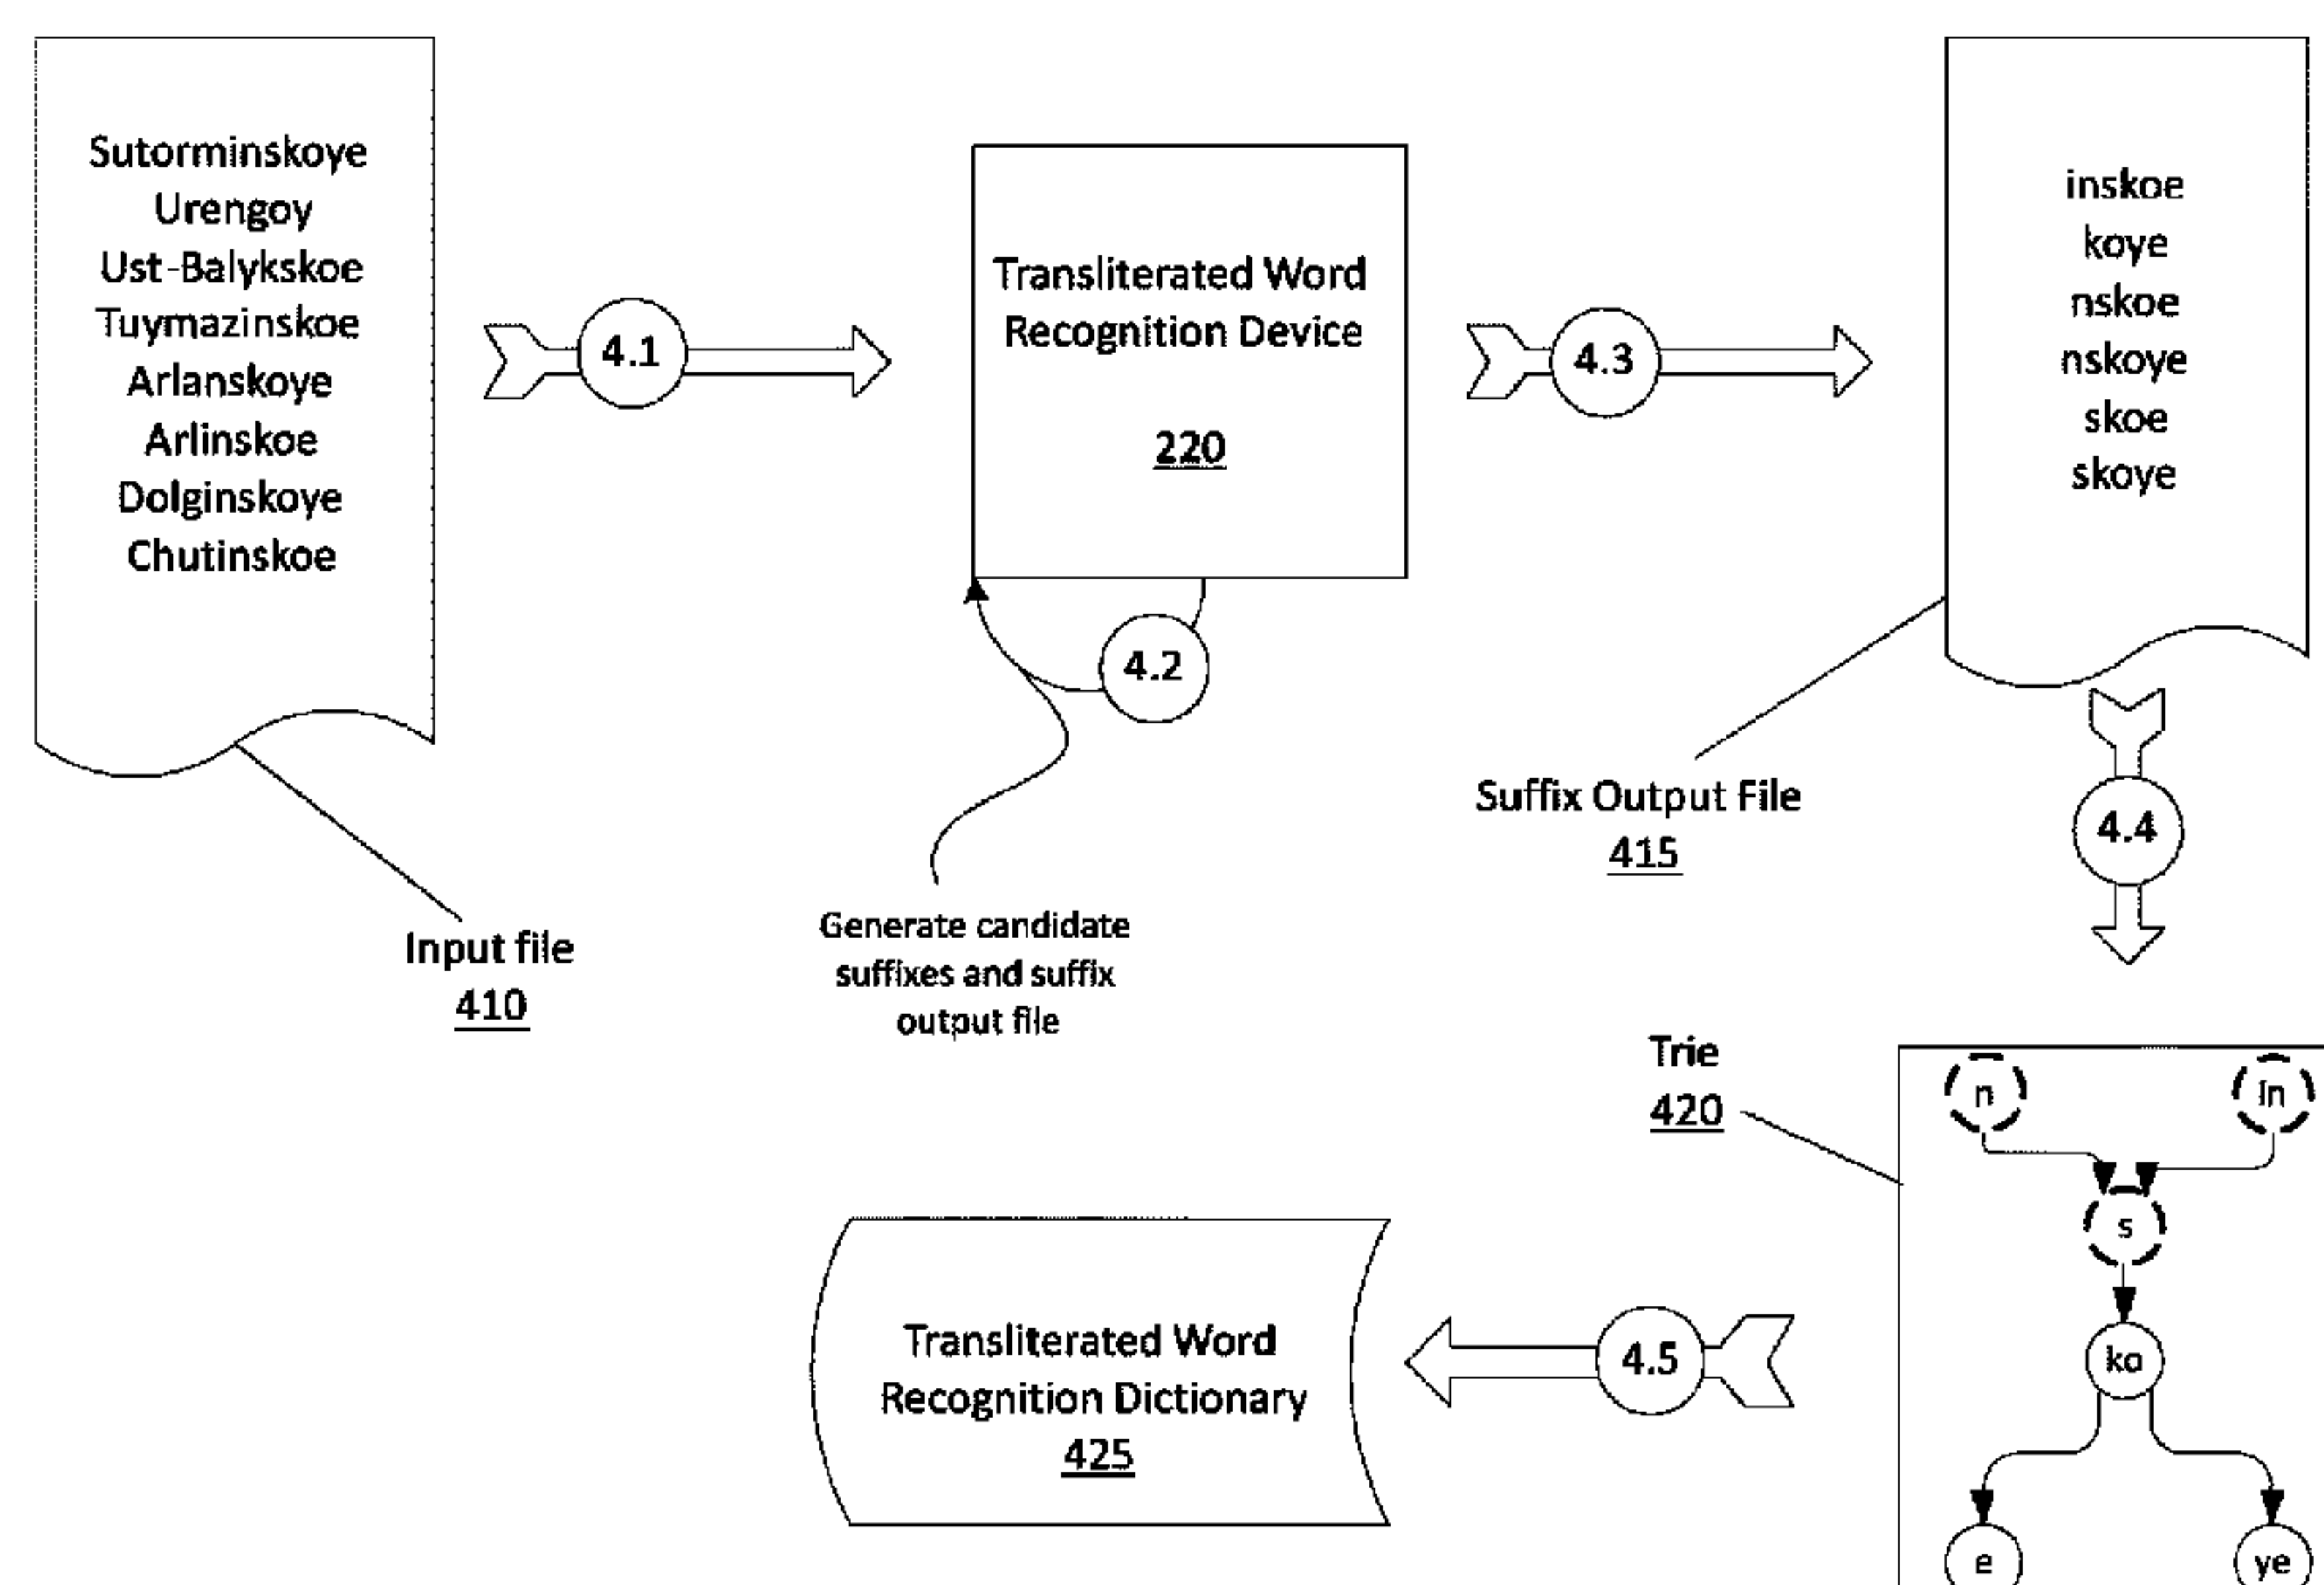 Sutorminskoye
Urengoy
Ust-Balykskoe
Tuymazinskoe
Arlanskoye
Arlinskoe
Dolginskoye
Chutinskoe
Input file
410
4.1
Transliterated Word
Recognition Device
220
4.2
Generate candidate
suffixes and suffix
output file
4.3
inskoe
koye
nskoe
nskoye
skoe
skoye
Suffix Output File
415
4.4
Trie
420
n
in
s
ko
e
ye
4.5
Transliterated Word
Recognition Dictionary
425